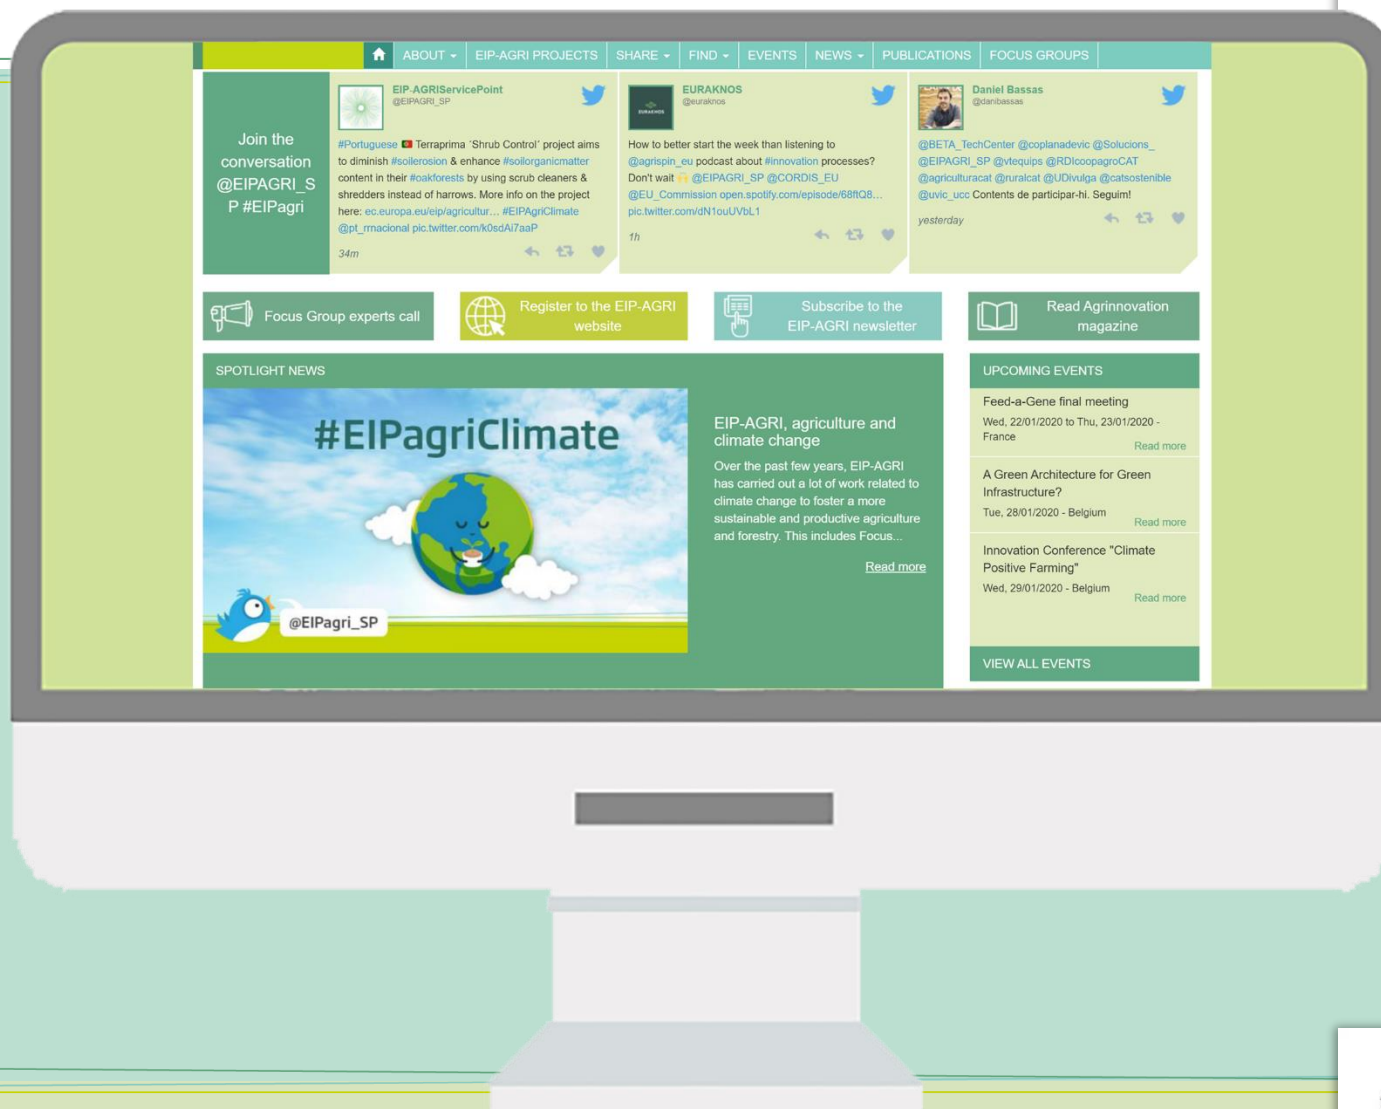 ABOUT EIP-AGRI PROJECTS SHARE FIND EVENTS NEWS PUBLICATIONS FOCUS GROUPS
Join the
conversation
@EIPAGRI_S
P #EIPagri
EIP-AGRIServicePoint
@EIPAGRI_SP
#Portuguese 🇵🇹 Terraprima ´Shrub Control´ project aims
to diminish #soilerosion & enhance #soilorganicmatter
content in their #oakforests by using scrub cleaners &
shredders instead of harrows. More info on the project
here: ec.europa.eu/eip/agricultur… #EIPAgriClimate
@pt_rmacional pic.twitter.com/k0sdAi7aaP
34m
EURAKNOS
@euraknos
EURAKNOS
How to better start the week than listening to
@agrispin_eu podcast about #innovation processes?
Don't wait 🙌 @EIPAGRI_SP @CORDIS_EU
@EU_Commission open.spotify.com/episode/68ftQ8…
pic.twitter.com/dN1ouUVbL1
1h
Daniel Bassas
@danibassas
@BETA_TechCenter @coplanadevic @Solucions_
@EIPAGRI_SP @vtequips @RDIcoopagroCAT
@agriculturacat @ruralcat @UDivulga @catsostenible
@uvic_ucc Contents de participar-hi. Seguim!
yesterday
Focus Group experts call
Register to the EIP-AGRI
website
Subscribe to the
EIP-AGRI newsletter
Read Agrinnovation
magazine
SPOTLIGHT NEWS
#EIPagriClimate
@EIPagri_SP
EIP-AGRI, agriculture and
climate change
Over the past few years, EIP-AGRI
has carried out a lot of work related to
climate change to foster a more
sustainable and productive agriculture
and forestry. This includes Focus...
Read more
UPCOMING EVENTS
Feed-a-Gene final meeting
Wed, 22/01/2020 to Thu, 23/01/2020 -
France
Read more
A Green Architecture for Green
Infrastructure?
Tue, 28/01/2020 - Belgium
Read more
Innovation Conference "Climate
Positive Farming"
Wed, 29/01/2020 - Belgium
Read more
VIEW ALL EVENTS